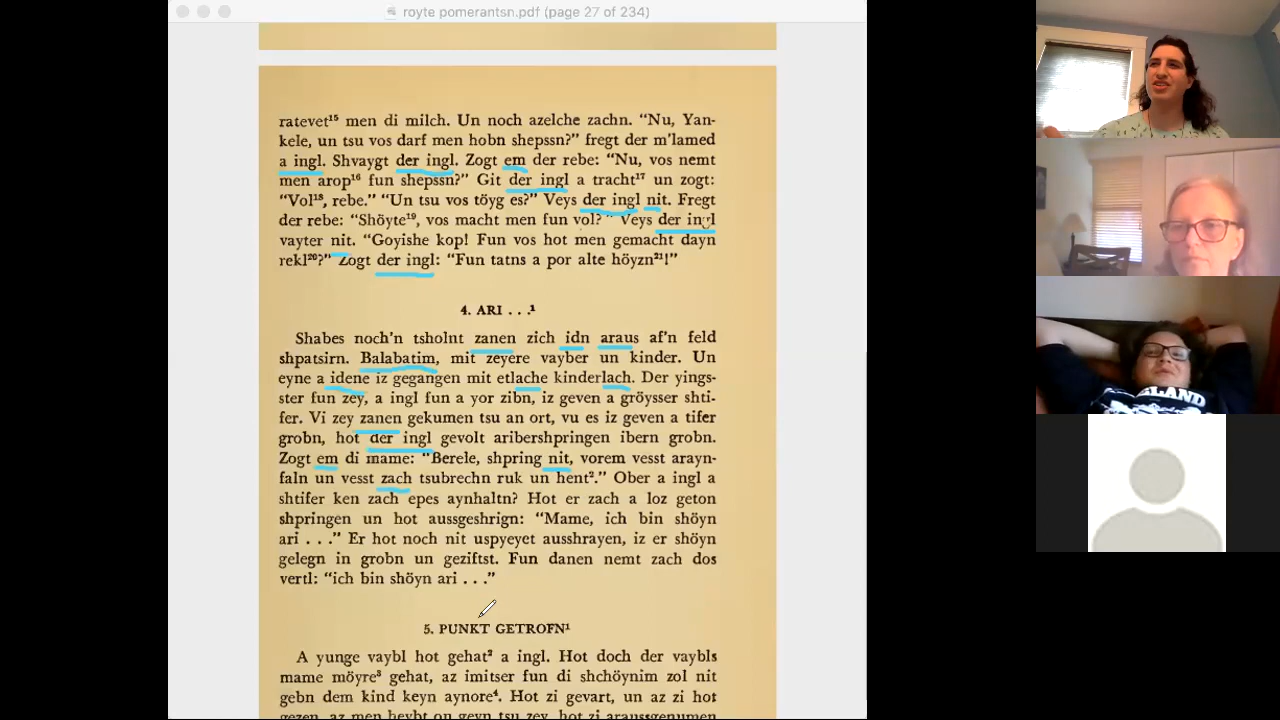 royte pomerantsn.pdf (page 27 of 234)
ratevet¹⁵ men di milch. Un noch azelche zachn. “Nu, Yan-
kele, un tsu vos darf men hobn shepssn?” fregt der m’lamed
a ingl. Shvaygt der ingl. Zogt em der rebe: “Nu, vos nemt
men arop¹⁶ fun shepssn?” Git der ingl a tracht¹⁷ un zogt:
“Vol¹⁸, rebe.” “Un tsu vos töyg es?” Veys der ingl nit. Fregt
der rebe: “Shöyte¹⁹, vos macht men fun vol?” Veys der ingl
vayter nit. “Goyishe kop! Fun vos hot men gemacht dayn
rekl²⁰?” Zogt der ingl: “Fun tatns a por alte höyzn²¹!”
4. ARI . . .¹
Shabes noch’n tsholnt zanen zich idn araus af’n feld
shpatsirn. Balabatim, mit zeyere vayber un kinder. Un
eyne a idene iz gegangen mit etlache kinderlach. Der yings-
ster fun zey, a ingl fun a yor zibn, iz geven a gröysser shti-
fer. Vi zey zanen gekumen tsu an ort, vu es iz geven a tifer
grobn, hot der ingl gevolt aribershpringen ibern grobn.
Zogt em di mame: “Berele, shpring nit, vorem vesst arayn-
faln un vesst zach tsubrechn ruk un hent².” Ober a ingl a
shtifer ken zach epes aynhaltn? Hot er zach a loz geton
shpringen un hot aussgeshrign: “Mame, ich bin shöyn
ari . . .” Er hot noch nit uspyeyet ausshrayen, iz er shöyn
gelegn in grobn un geziftst. Fun danen nemt zach dos
vertl: “ich bin shöyn ari . . .”
5. PUNKT GETROFN¹
A yunge vaybl hot gehat² a ingl. Hot doch der vaybls
mame möyre³ gehat, az imitser fun di shchöynim zol nit
gebn dem kind keyn aynore⁴. Hot zi gevart, un az zi hot
gezen, az men heybt on geyn tsu zey, hot zi araussgenumen